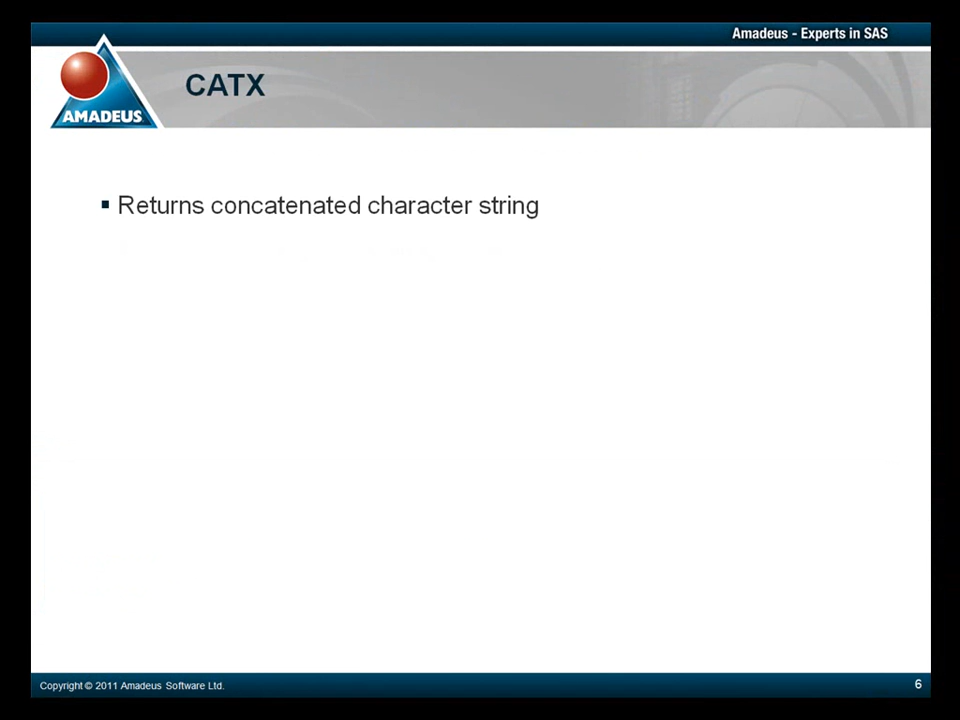 Amadeus - Experts in SAS
CATX
AMADEUS
▪ Returns concatenated character string
Copyright © 2011 Amadeus Software Ltd.
6